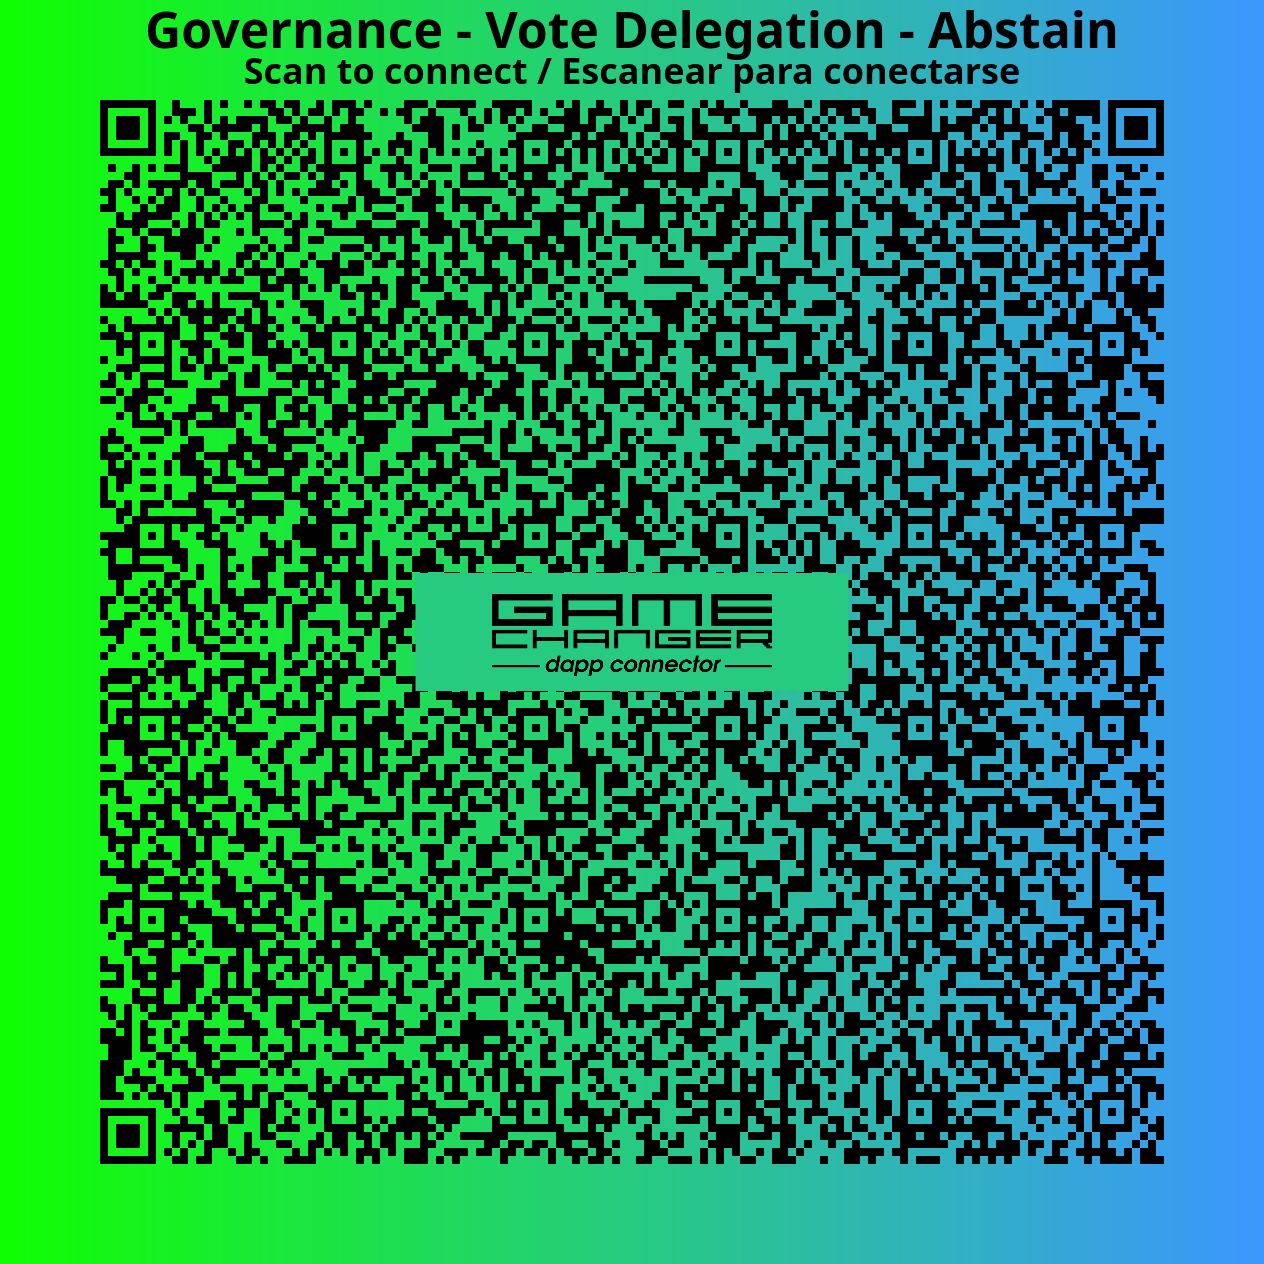 Governance - Vote Delegation - Abstain
Scan to connect / Escanear para conectarse
GAME
CHANGER
dapp connector